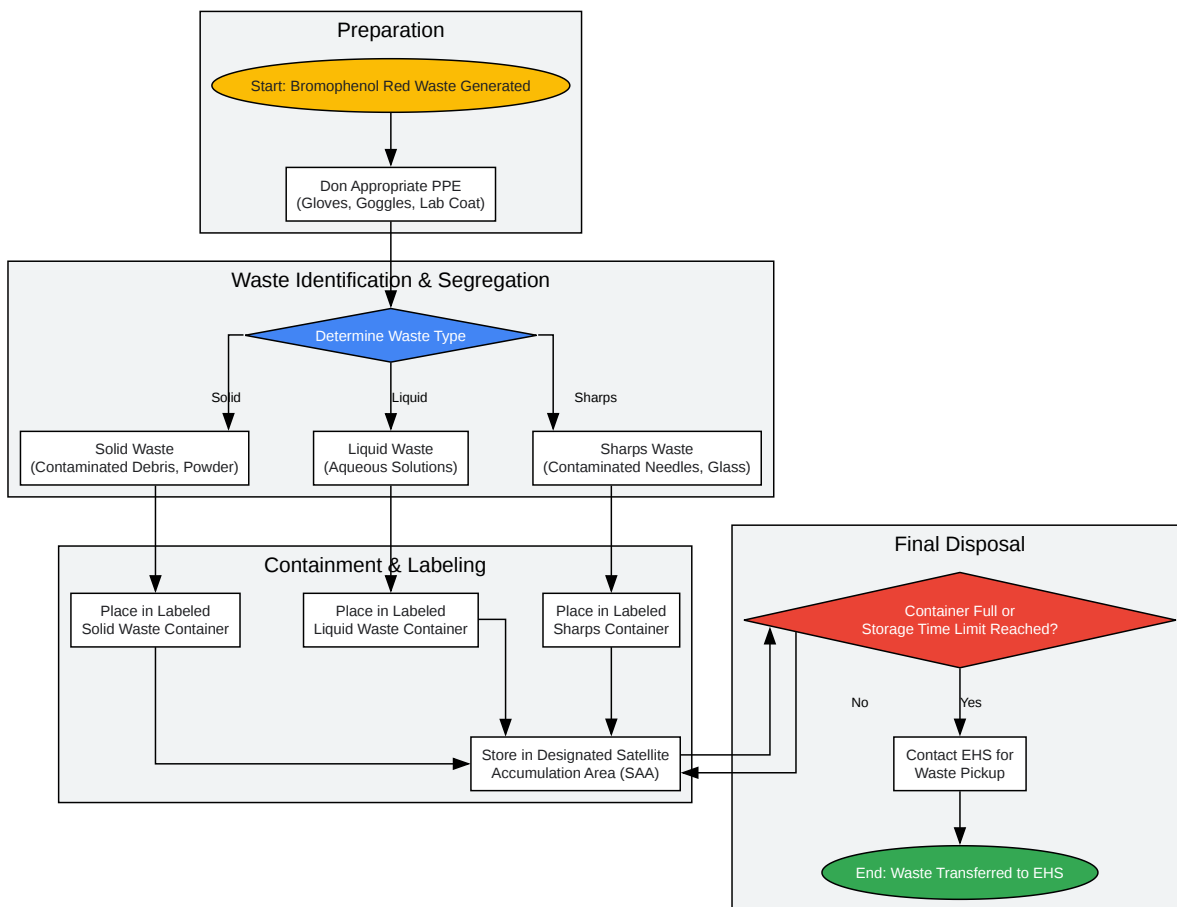 Preparation
Start: Bromophenol Red Waste Generated
Don Appropriate PPE
(Gloves, Goggles, Lab Coat)
Waste Identification & Segregation
Determine Waste Type
Solid
Liquid
Sharps
Solid Waste
(Contaminated Debris, Powder)
Liquid Waste
(Aqueous Solutions)
Sharps Waste
(Contaminated Needles, Glass)
Containment & Labeling
Place in Labeled
Solid Waste Container
Place in Labeled
Liquid Waste Container
Place in Labeled
Sharps Container
Store in Designated Satellite
Accumulation Area (SAA)
Final Disposal
Container Full or
Storage Time Limit Reached?
No
Yes
Contact EHS for
Waste Pickup
End: Waste Transferred to EHS